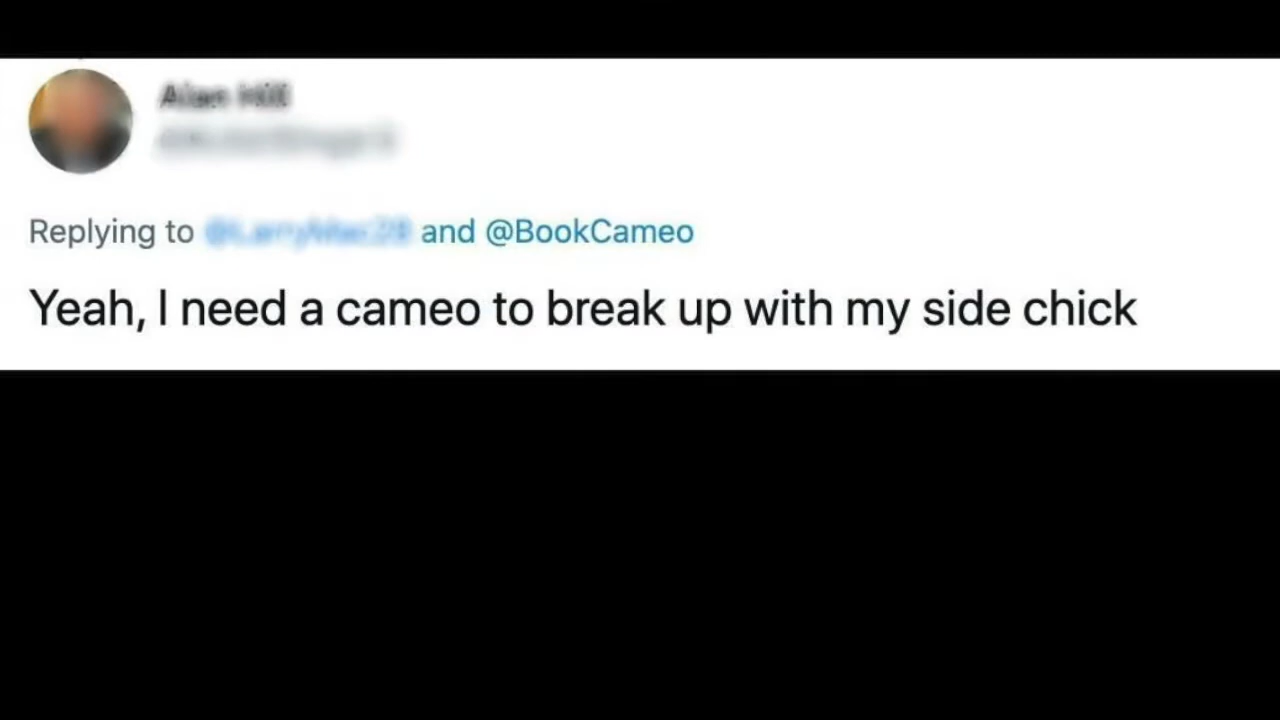 Replying to and @BookCameo
Yeah, I need a cameo to break up with my side chick